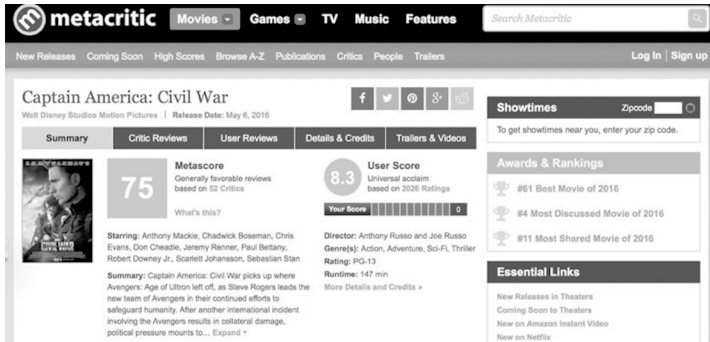 metacritic Movies Games TV Music Features Search Metacritic
New Releases Coming Soon High Scores Browse A-Z Publications Critics People Trailers Log In | Sign up
Captain America: Civil War
Walt Disney Studios Motion Pictures | Release Date: May 6, 2016
Summary Critic Reviews User Reviews Details & Credits Trailers & Videos
CIVIL WAR
75
Metascore
Generally favorable reviews
based on 52 Critics
What's this?
8.3
User Score
Universal acclaim
based on 2026 Ratings
Your Score 0
Starring: Anthony Mackie, Chadwick Boseman, Chris
Evans, Don Cheadle, Jeremy Renner, Paul Bettany,
Robert Downey Jr., Scarlett Johansson, Sebastian Stan
Summary: Captain America: Civil War picks up where
Avengers: Age of Ultron left off, as Steve Rogers leads the
new team of Avengers in their continued efforts to
safeguard humanity. After another international incident
involving the Avengers results in collateral damage,
political pressure mounts to... Expand
Director: Anthony Russo and Joe Russo
Genre(s): Action, Adventure, Sci-Fi, Thriller
Rating: PG-13
Runtime: 147 min
More Details and Credits »
Showtimes Zipcode
To get showtimes near you, enter your zip code.
Awards & Rankings
#61 Best Movie of 2016
#4 Most Discussed Movie of 2016
#11 Most Shared Movie of 2016
Essential Links
New Releases in Theaters
Coming Soon to Theaters
New on Amazon Instant Video
New on Netflix